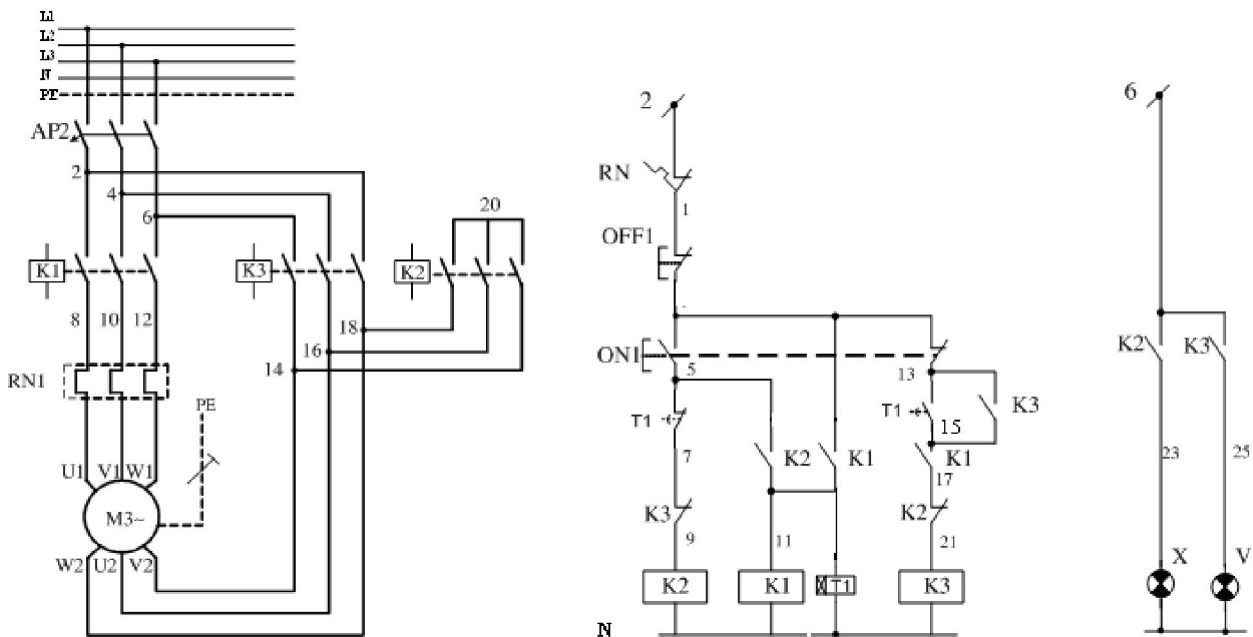 L1
L2
L3
N
PE
AP2
2
4
6
20
K1
K3
K2
8
10
12
18
16
14
RN1
PE
U1
V1
W1
M3~
W2
U2
V2
2
RN
1
OFF1
ON1
5
13
T1
T1
15
K3
7
K2
K1
K1
17
K3
K2
9
11
21
K2
K1
T1
K3
N
6
K2
K3
23
25
X
V